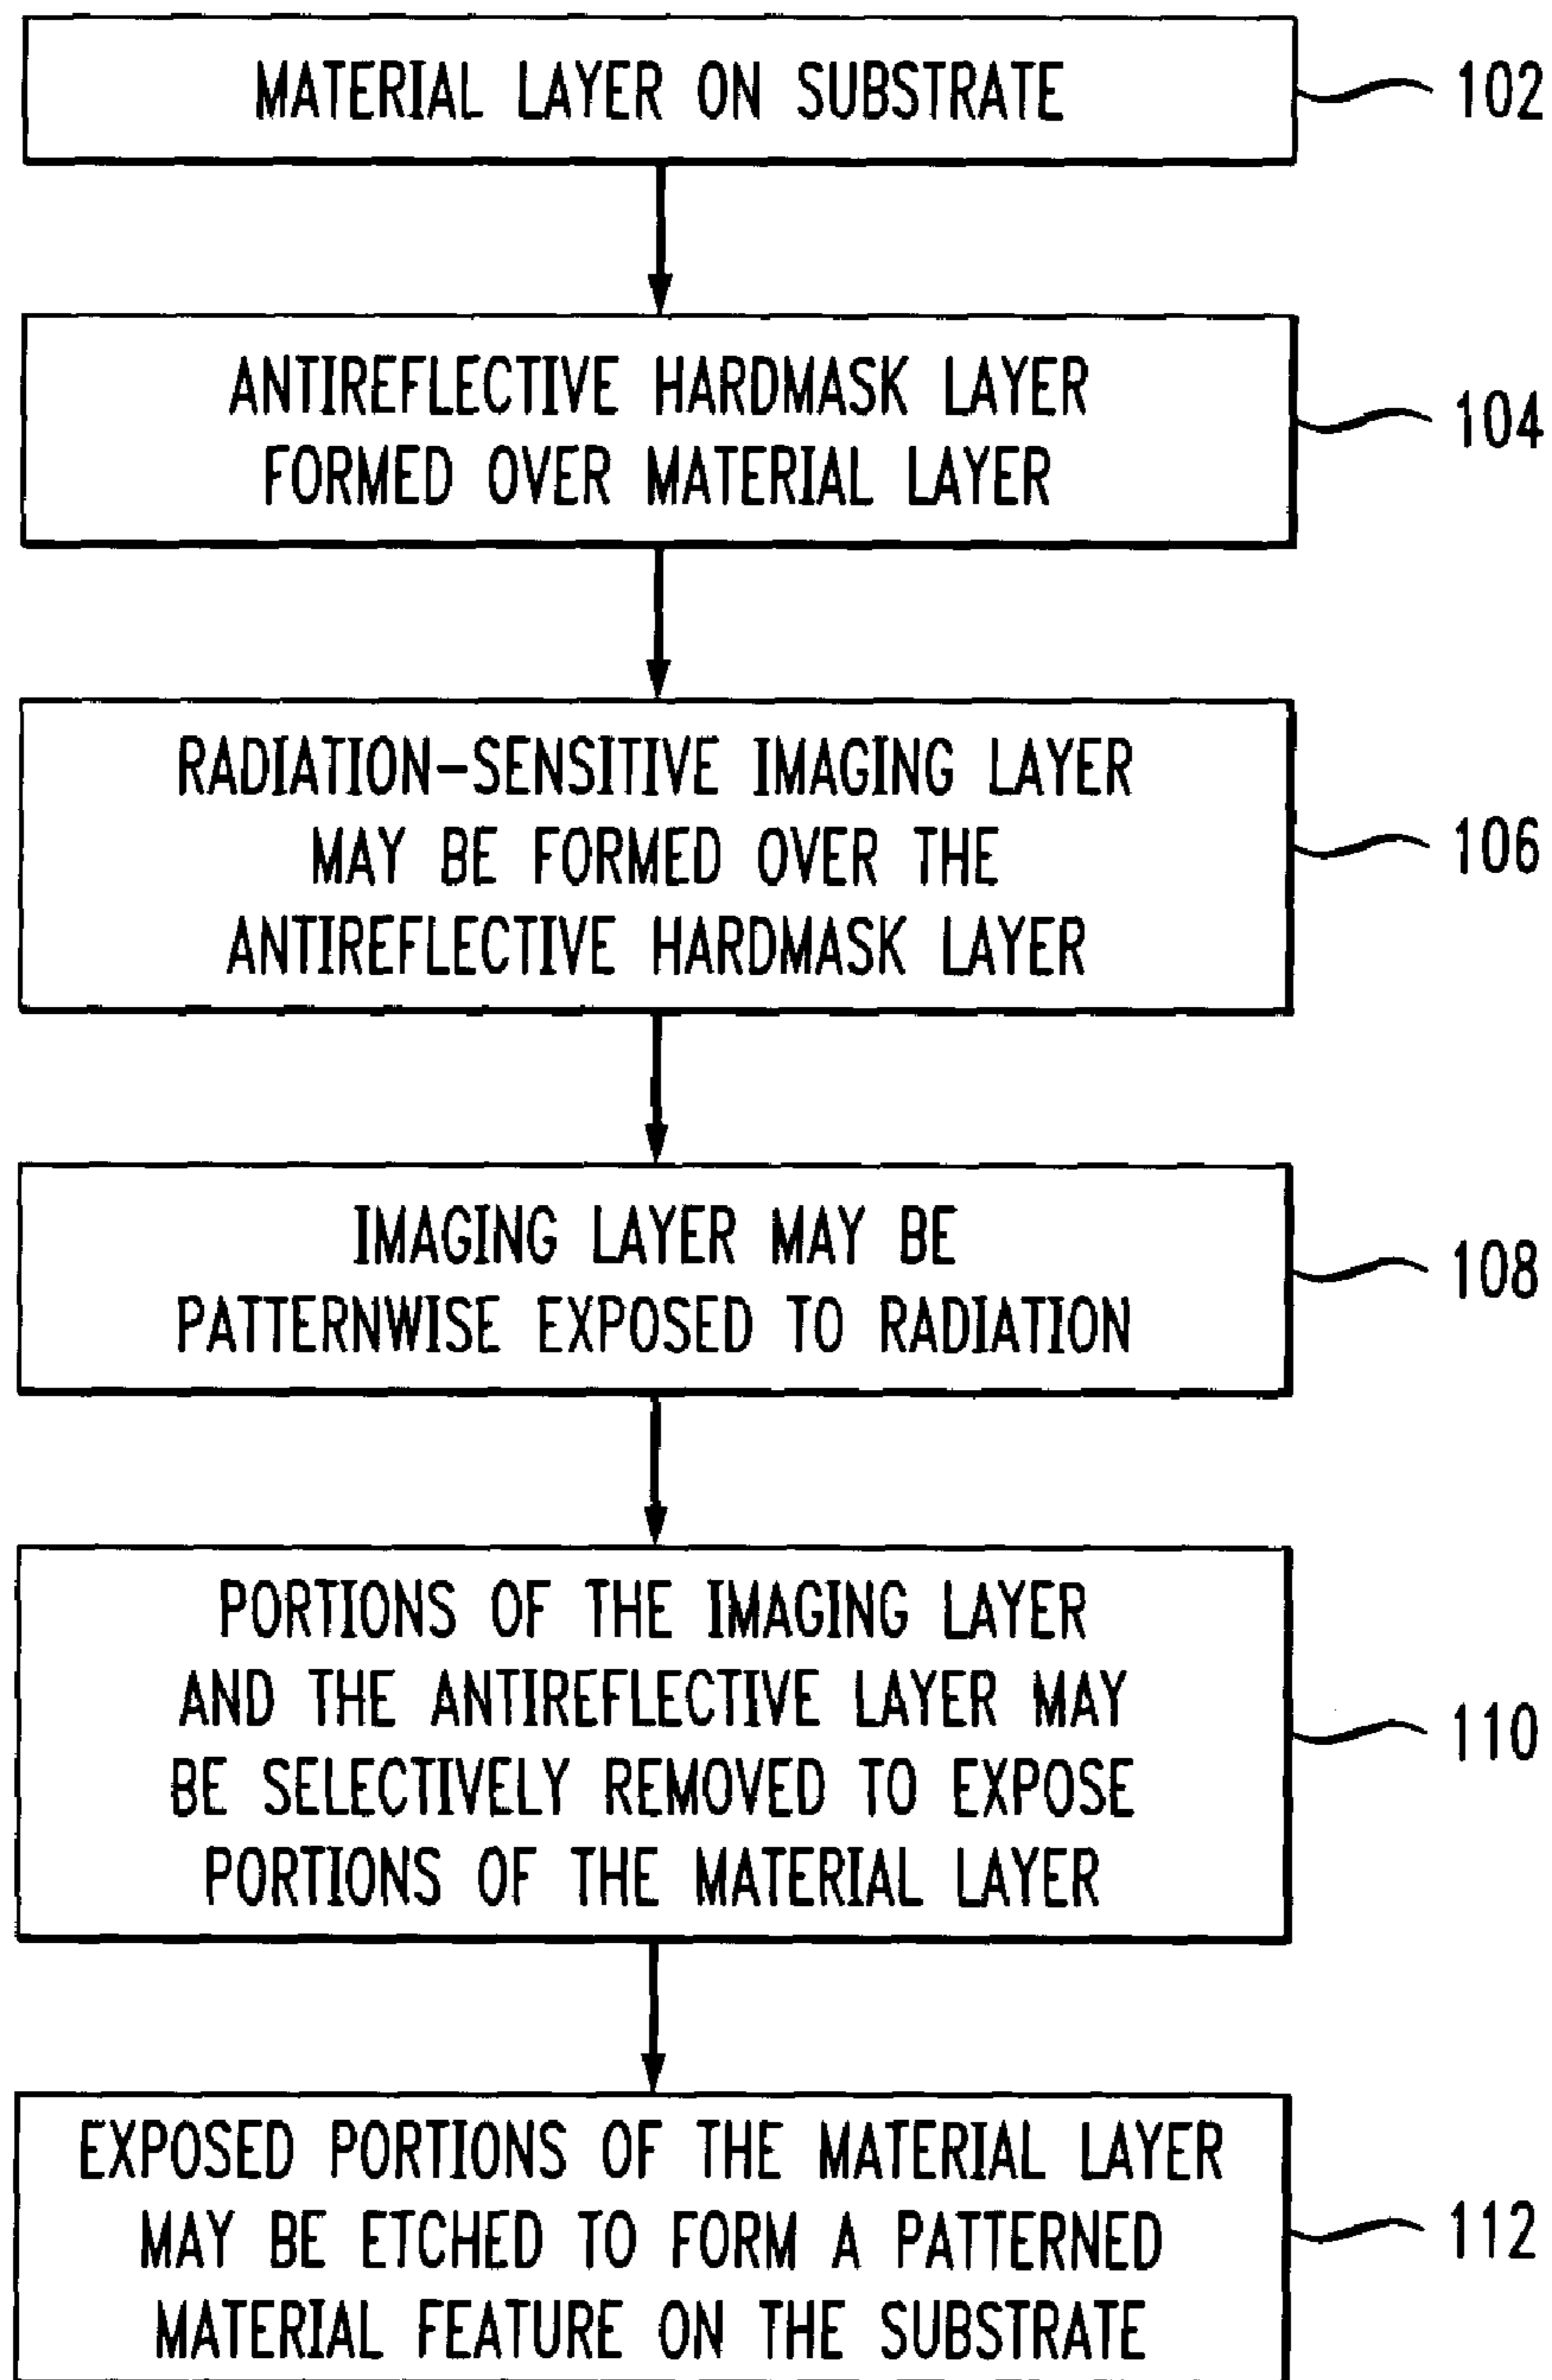 MATERIAL LAYER ON SUBSTRATE
102
ANTIREFLECTIVE HARDMASK LAYER
FORMED OVER MATERIAL LAYER
104
RADIATION-SENSITIVE IMAGING LAYER
MAY BE FORMED OVER THE
ANTIREFLECTIVE HARDMASK LAYER
106
IMAGING LAYER MAY BE
PATTERNWISE EXPOSED TO RADIATION
108
PORTIONS OF THE IMAGING LAYER
AND THE ANTIREFLECTIVE LAYER MAY
BE SELECTIVELY REMOVED TO EXPOSE
PORTIONS OF THE MATERIAL LAYER
110
EXPOSED PORTIONS OF THE MATERIAL LAYER
MAY BE ETCHED TO FORM A PATTERNED
MATERIAL FEATURE ON THE SUBSTRATE
112